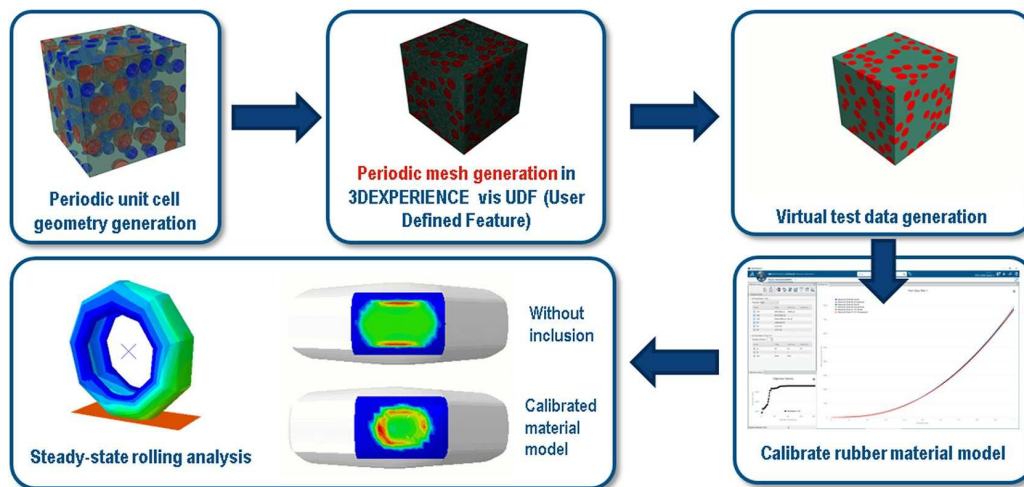 Periodic unit cell
geometry generation
Periodic mesh generation in
3DEXPERIENCE vis UDF (User
Defined Feature)
Virtual test data generation
Calibrate rubber material model
Without
inclusion
Calibrated
material
model
Steady-state rolling analysis